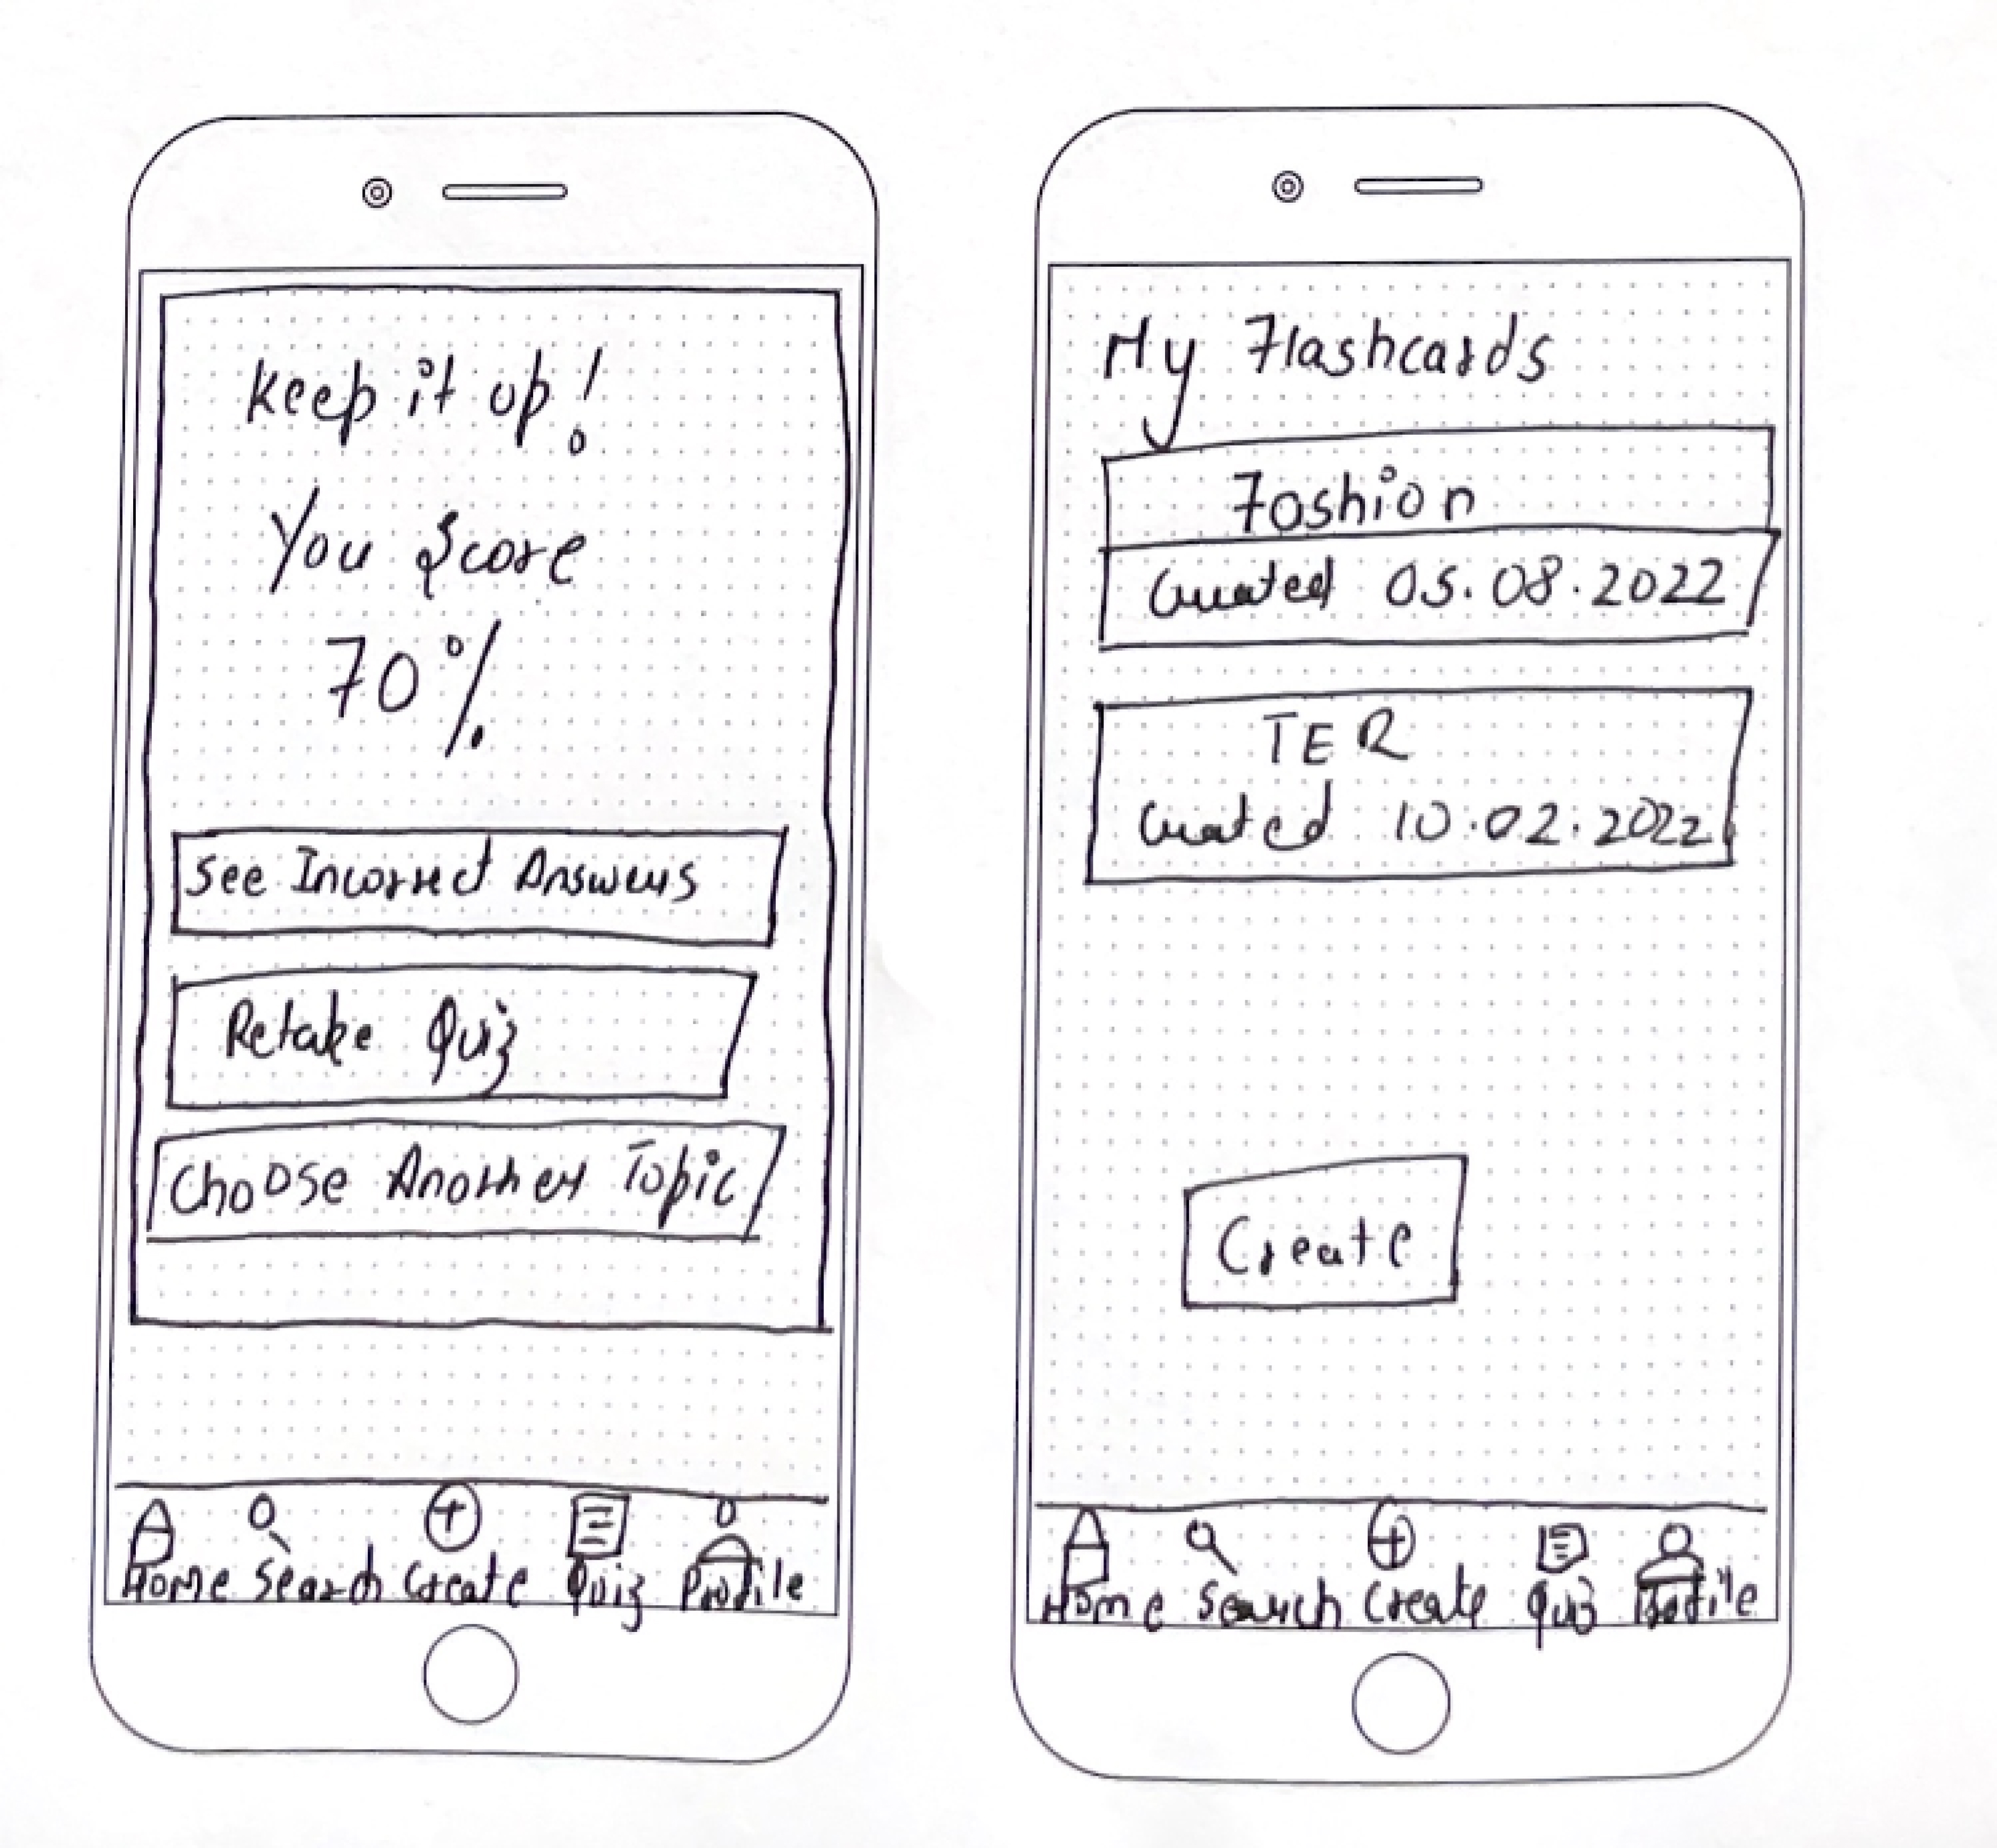 Keep it up!
You Score
70%
See Incorrect Answers
Retake Quiz
Choose Another Topic
Home Search Create Quiz Profile
My Flashcards
Fashion
Created 05.08.2022
TER
Created 10.02.2022
Create
Home Search Create Quiz Profile